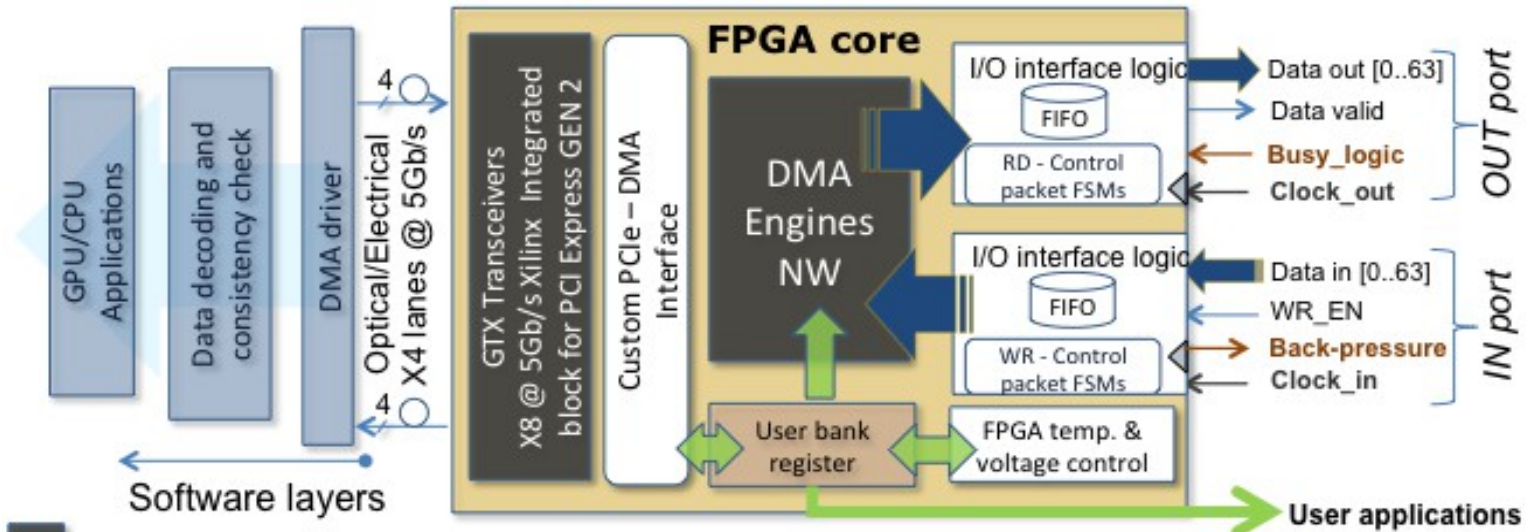 GPU/CPU
Applications
Data decoding and
consistency check
DMA driver
4
Optical/Electrical
X4 lanes @ 5Gb/s
4
Software layers
FPGA core
GTX Transceivers
X8 @ 5Gb/s Xilinx Integrated
block for PCI Express GEN 2
Custom PCIe – DMA
Interface
DMA
Engines
NW
I/O interface logic
FIFO
RD - Control
packet FSMs
I/O interface logic
FIFO
WR - Control
packet FSMs
User bank
register
FPGA temp. &
voltage control
Data out [0..63]
Data valid
Busy_logic
Clock_out
OUT port
Data in [0..63]
WR_EN
Back-pressure
Clock_in
IN port
User applications